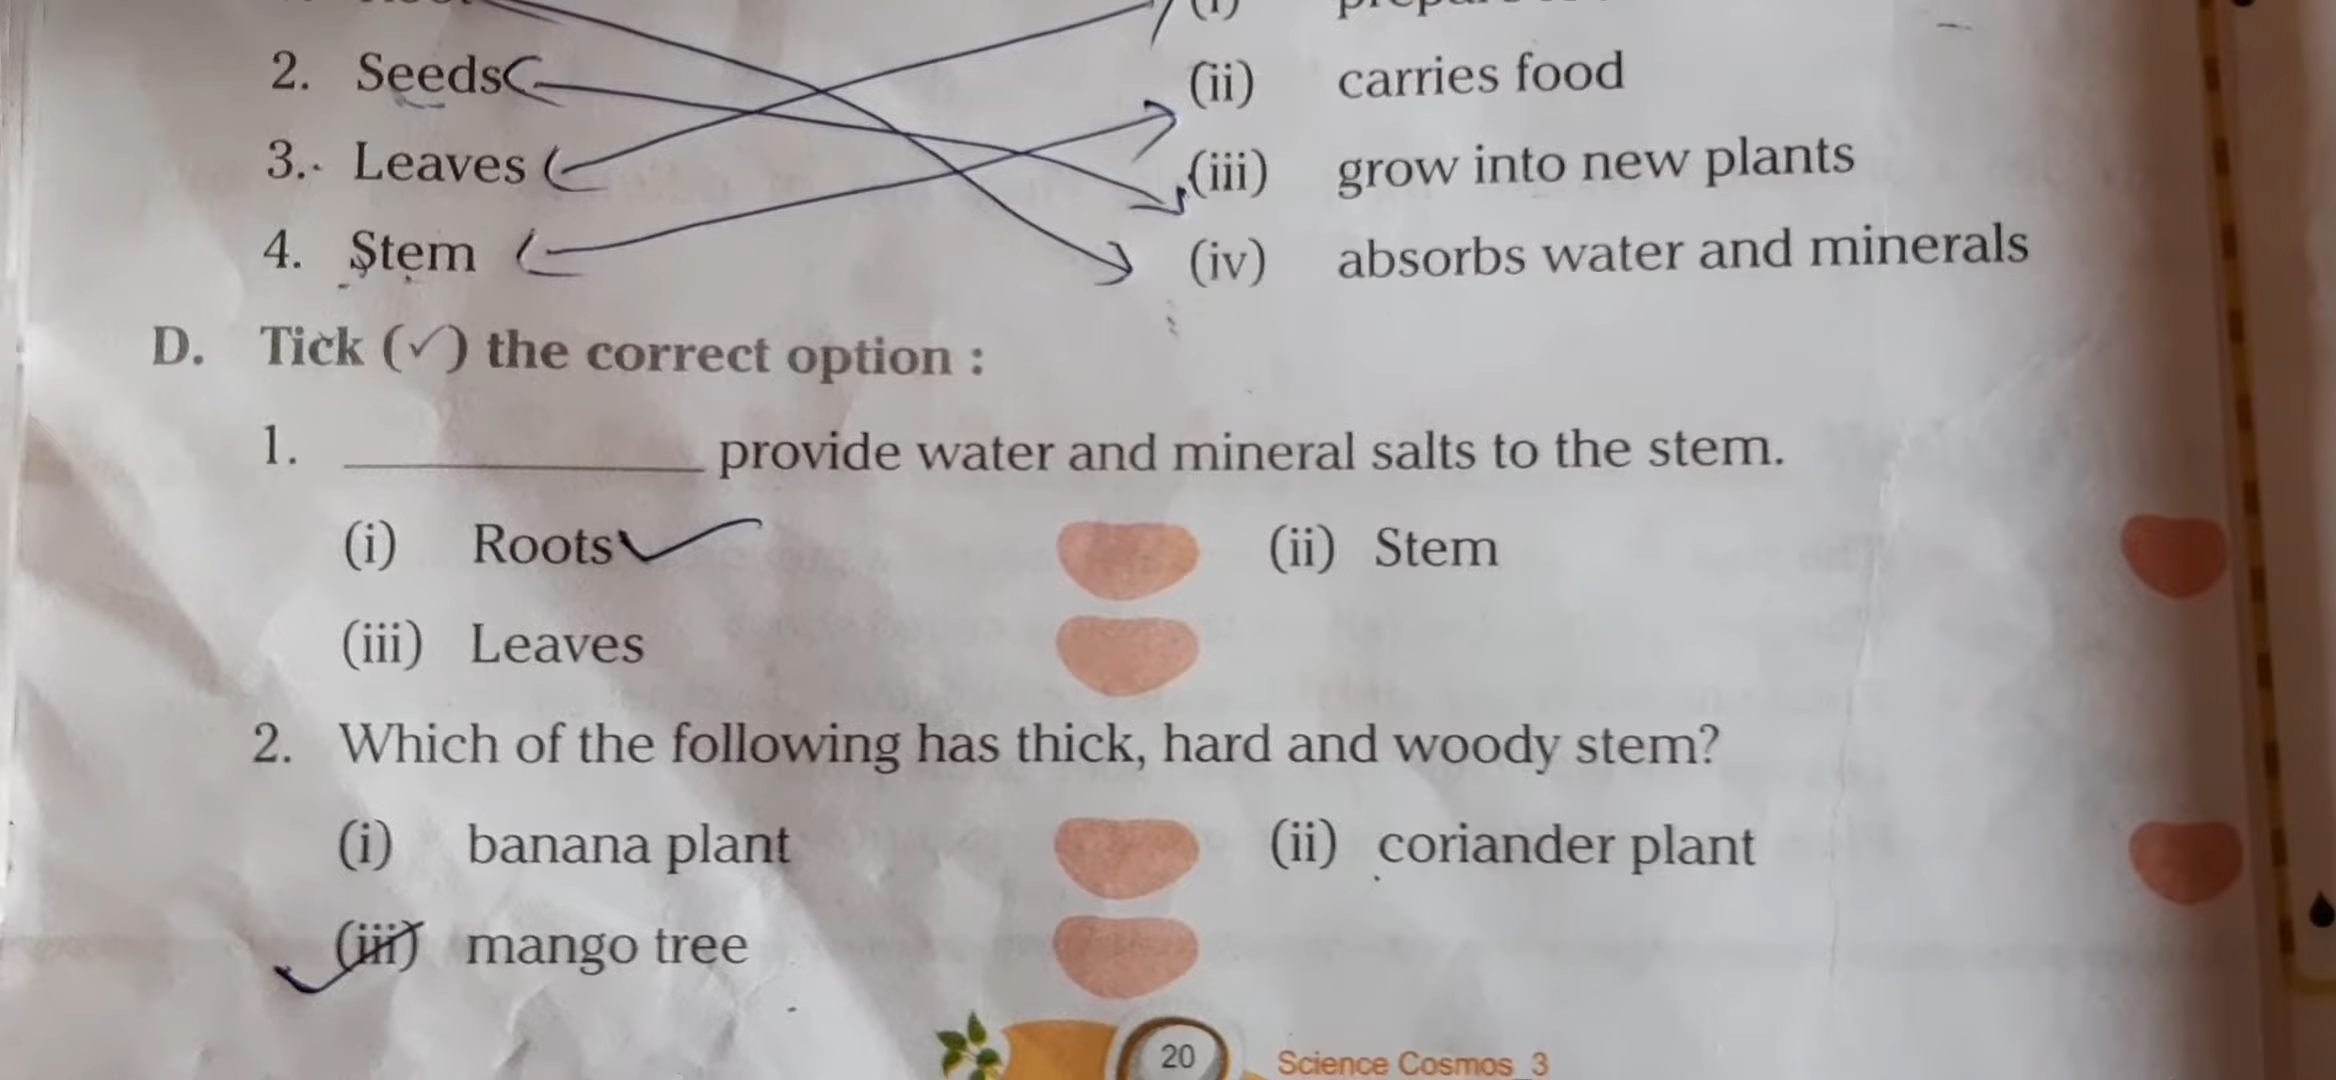 2. Seeds (ii) carries food
3. Leaves (iii) grow into new plants
4. Stem (iv) absorbs water and minerals
D. Tick (✓) the correct option :
1. __________ provide water and mineral salts to the stem.
(i) Roots ✓ (ii) Stem
(iii) Leaves
2. Which of the following has thick, hard and woody stem?
(i) banana plant (ii) coriander plant
✓ (iii) mango tree
20 Science Cosmos_3